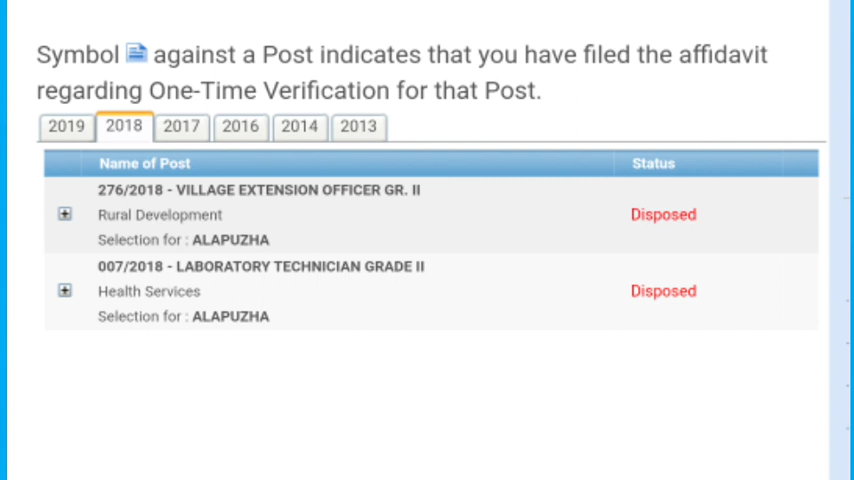 Symbol against a Post indicates that you have filed the affidavit
regarding One-Time Verification for that Post.
2019 2018 2017 2016 2014 2013
Name of Post Status
276/2018 - VILLAGE EXTENSION OFFICER GR. II
Rural Development Disposed
Selection for : ALAPUZHA
007/2018 - LABORATORY TECHNICIAN GRADE II
Health Services Disposed
Selection for : ALAPUZHA